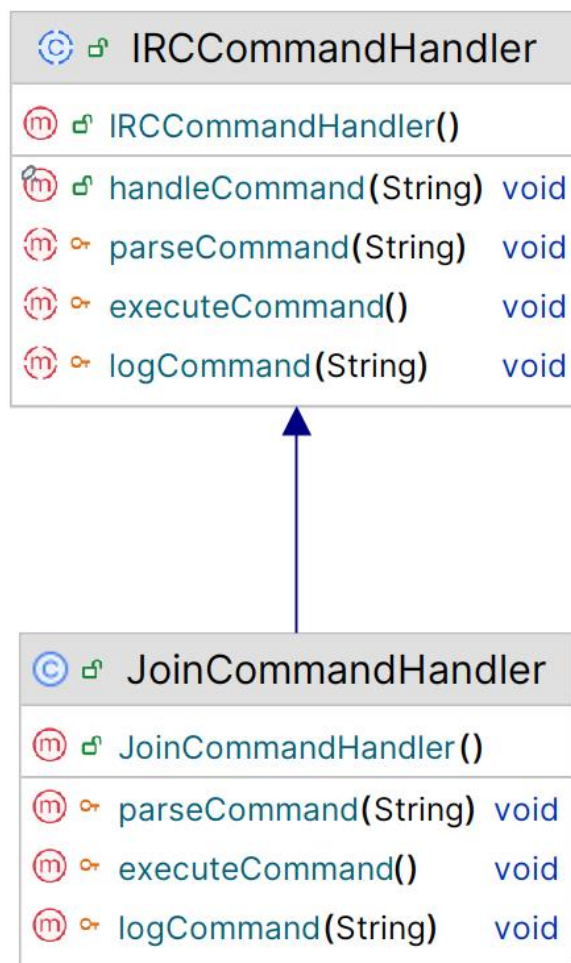 IRCCommandHandler
IRCCommandHandler()
handleCommand(String) void
parseCommand(String) void
executeCommand() void
logCommand(String) void
JoinCommandHandler
JoinCommandHandler()
parseCommand(String) void
executeCommand() void
logCommand(String) void